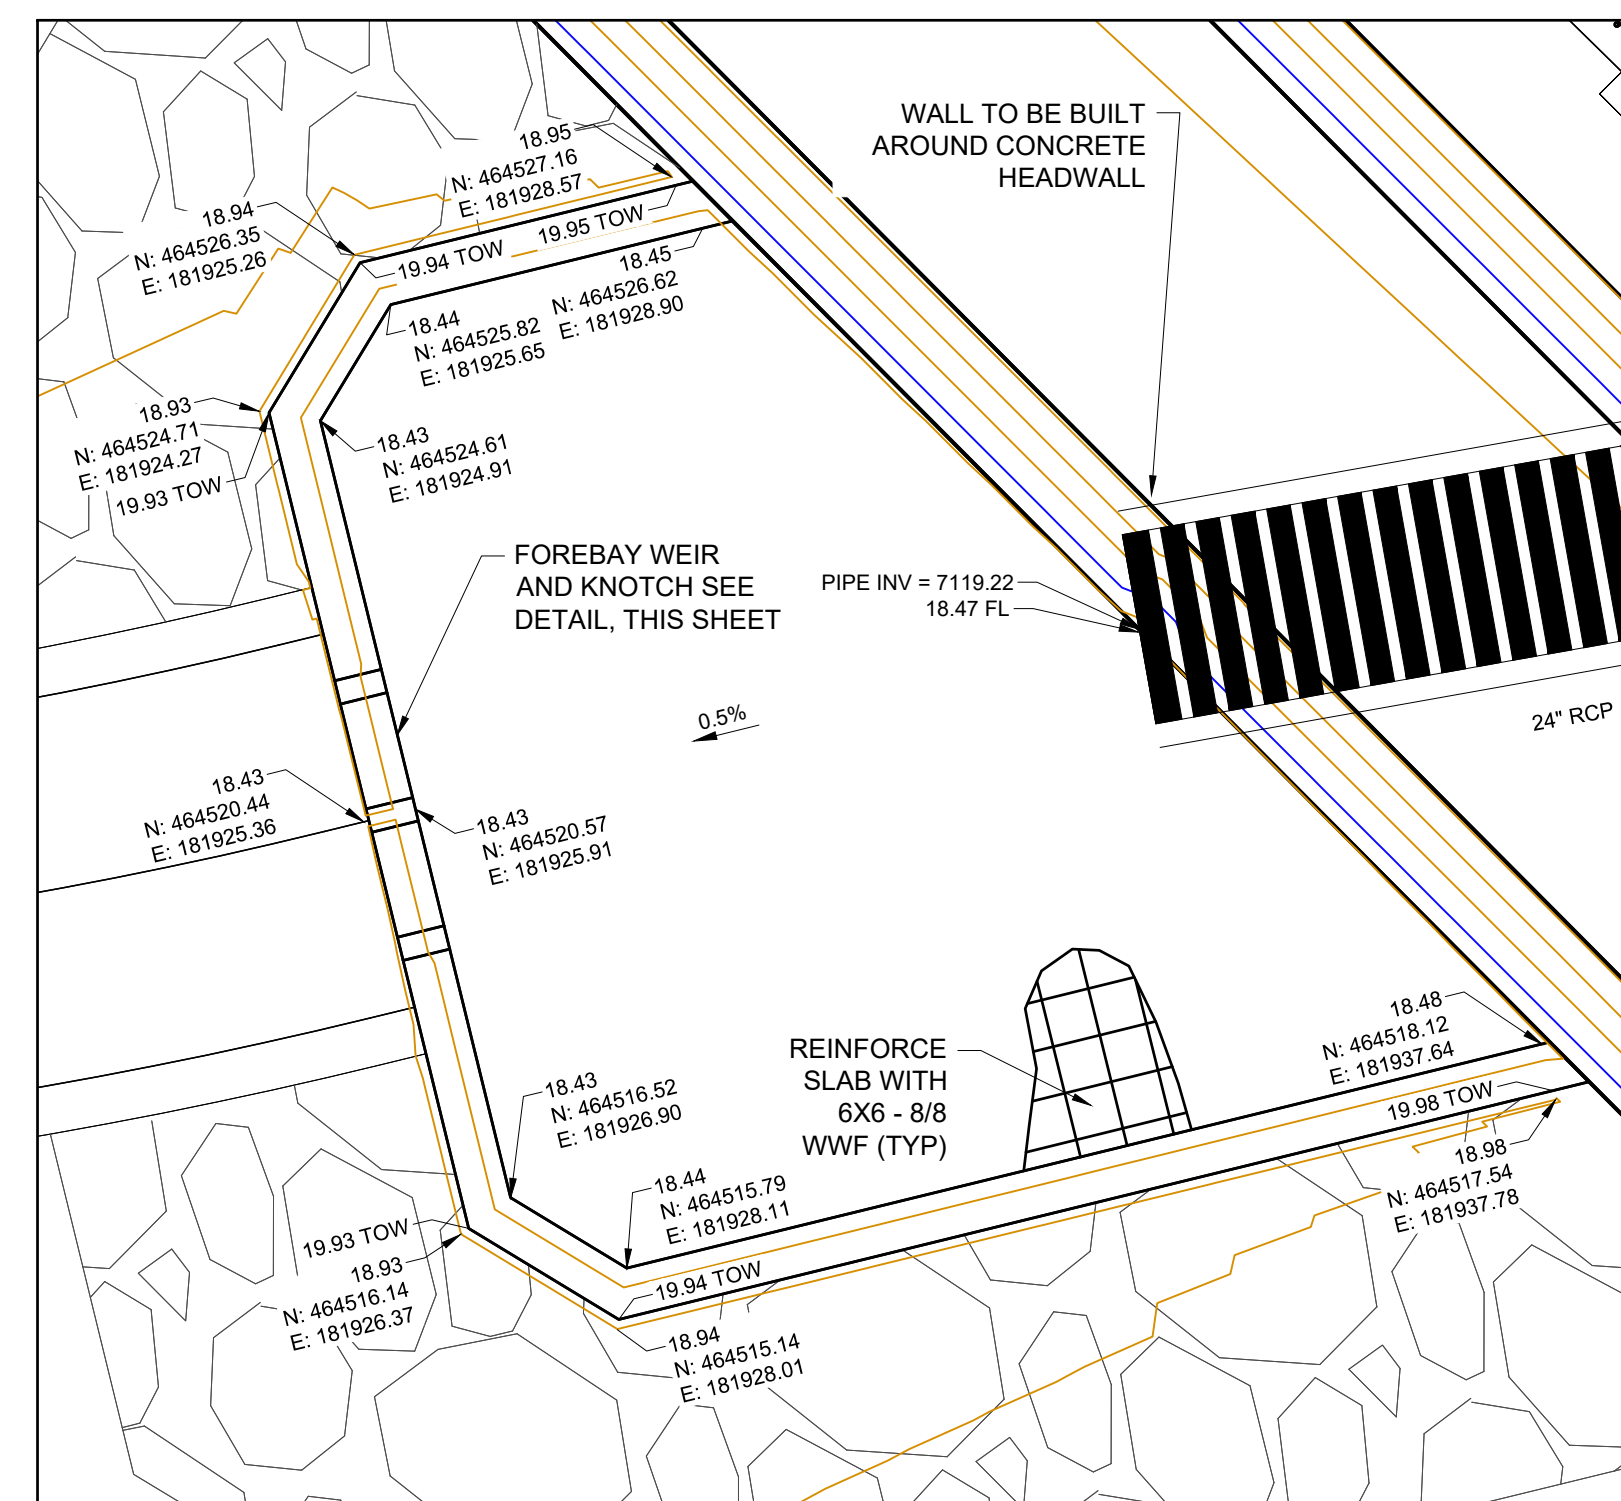 WALL TO BE BUILT
AROUND CONCRETE
HEADWALL
18.95
N: 464527.16
E: 181928.57
18.94
N: 464526.35
E: 181925.26
19.94 TOW
19.95 TOW
18.45
N: 464526.62
E: 181928.90
18.44
N: 464525.82
E: 181925.65
18.93
N: 464524.71
E: 181924.27
19.93 TOW
18.43
N: 464524.61
E: 181924.91
FOREBAY WEIR
AND KNOTCH SEE
DETAIL, THIS SHEET
PIPE INV = 7119.22
18.47 FL
24" RCP
0.5%
18.43
N: 464520.44
E: 181925.36
18.43
N: 464520.57
E: 181925.91
REINFORCE
SLAB WITH
6X6 - 8/8
WWF (TYP)
18.48
N: 464518.12
E: 181937.64
19.98 TOW
18.98
N: 464517.54
E: 181937.78
18.43
N: 464516.52
E: 181926.90
18.44
N: 464515.79
E: 181928.11
19.93 TOW
18.93
N: 464516.14
E: 181926.37
19.94 TOW
18.94
N: 464515.14
E: 181928.01